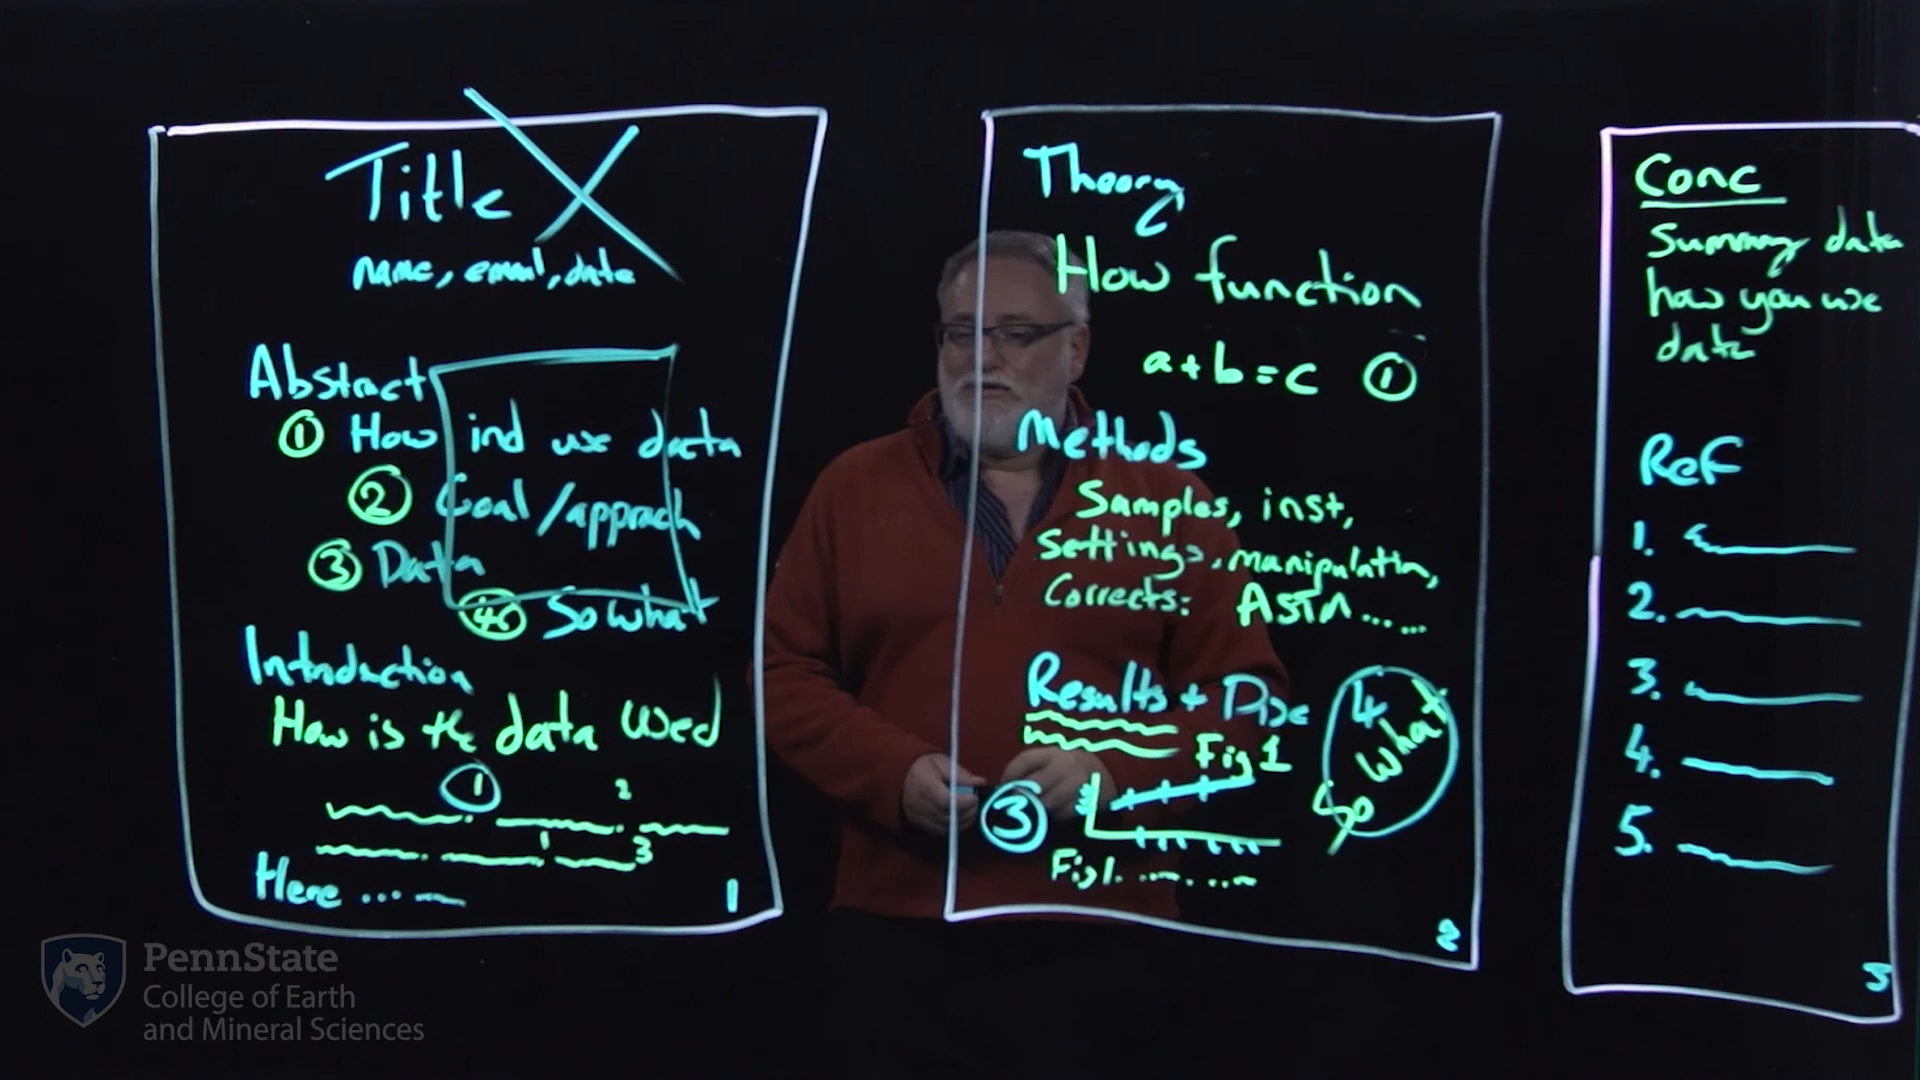 Title
name, email, date
Abstract
① How ind use data
② Goal/approach
③ Data
So what
Introduction
How is the data used
1 2
1 3
Here ...
1
Theory
How function
a+b=c ①
Methods
Samples, inst,
Settings, manipulation,
Corrects: ASTM.....
Results + Disc
4
So what
Fig 1
③
Fig 1. .... ...
2
Conc
Summary data
how you use
data
Ref
1.
2.
3.
4.
5.
3
PennState
College of Earth
and Mineral Sciences